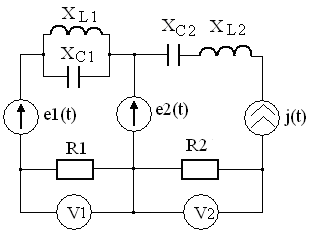 XL1
XC1
XC2
XL2
e1(t)
e2(t)
j(t)
R1
R2
V1
V2